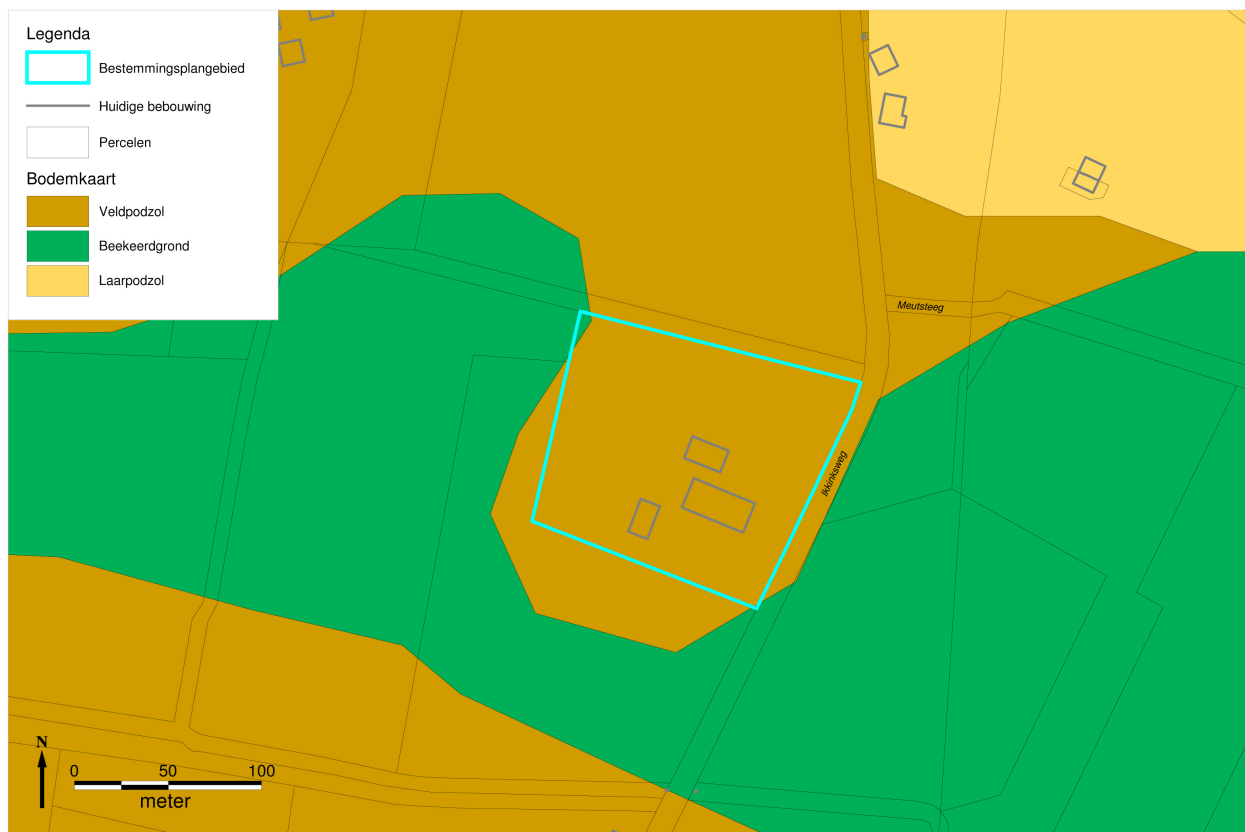 Legenda
Bestemmingsplangebied
Huidige bebouwing
Percelen
Bodemkaart
Veldpodzol
Beekeerdgrond
Laarpodzol
Meutsteeg
Ikkinksweg
N
0 50 100
meter